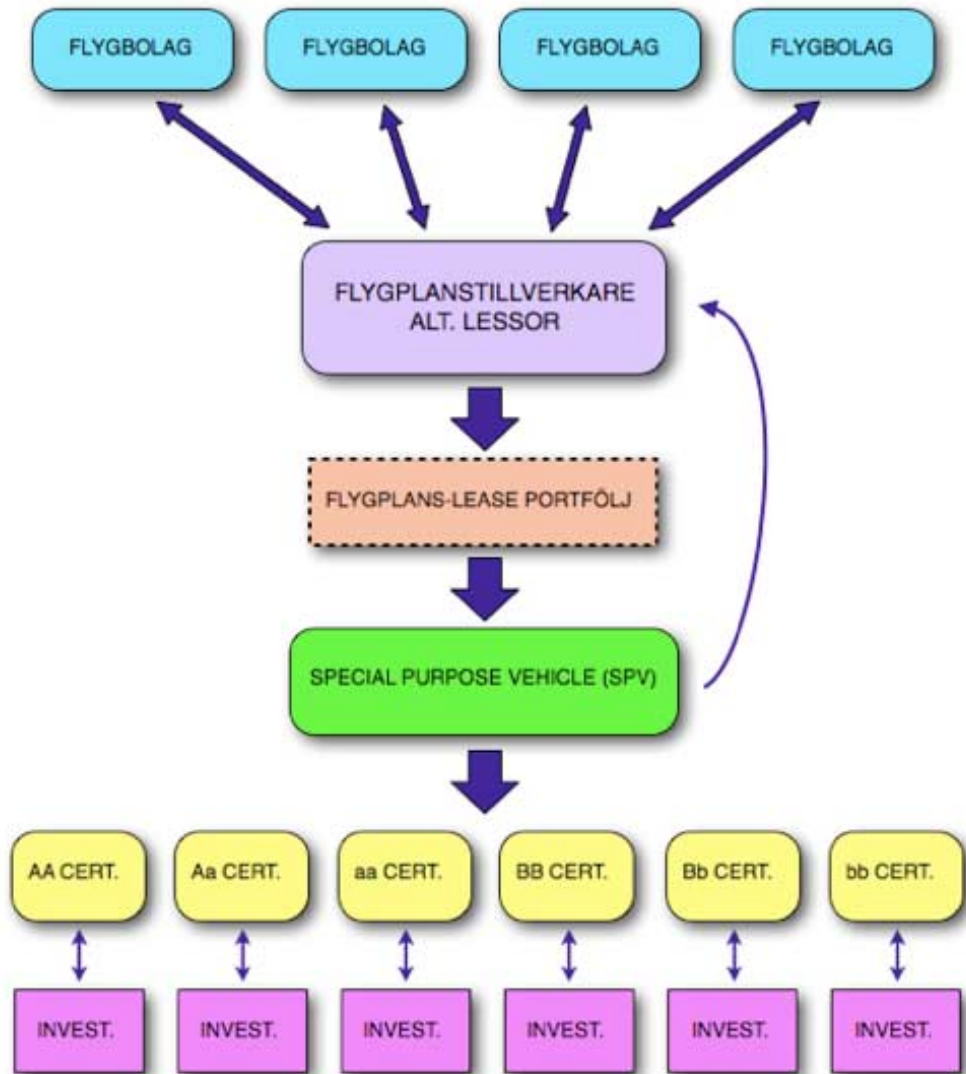 FLYGBOLAG
FLYGBOLAG
FLYGBOLAG
FLYGBOLAG
FLYGPLANSTILLVERKARE
ALT. LESSOR
FLYGPLANS-LEASE PORTFÖLJ
SPECIAL PURPOSE VEHICLE (SPV)
AA CERT.
Aa CERT.
aa CERT.
BB CERT.
Bb CERT.
bb CERT.
INVEST.
INVEST.
INVEST.
INVEST.
INVEST.
INVEST.